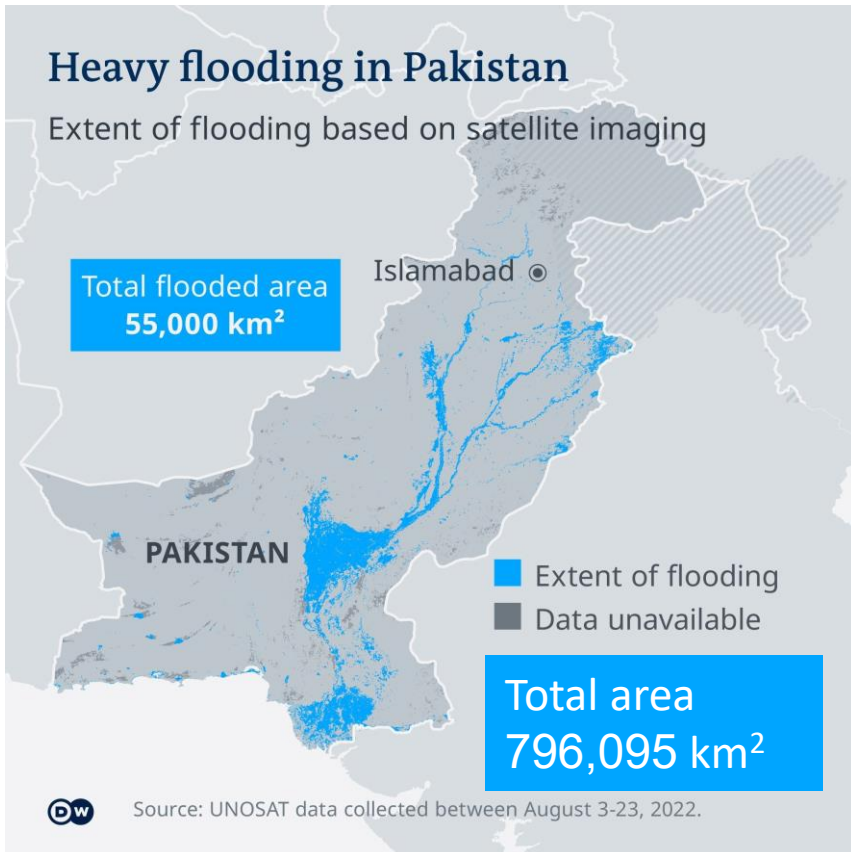 Heavy flooding in Pakistan
Extent of flooding based on satellite imaging
Total flooded area
55,000 km²
Islamabad
PAKISTAN
Extent of flooding
Data unavailable
Total area
796,095 km²
DW
Source: UNOSAT data collected between August 3-23, 2022.